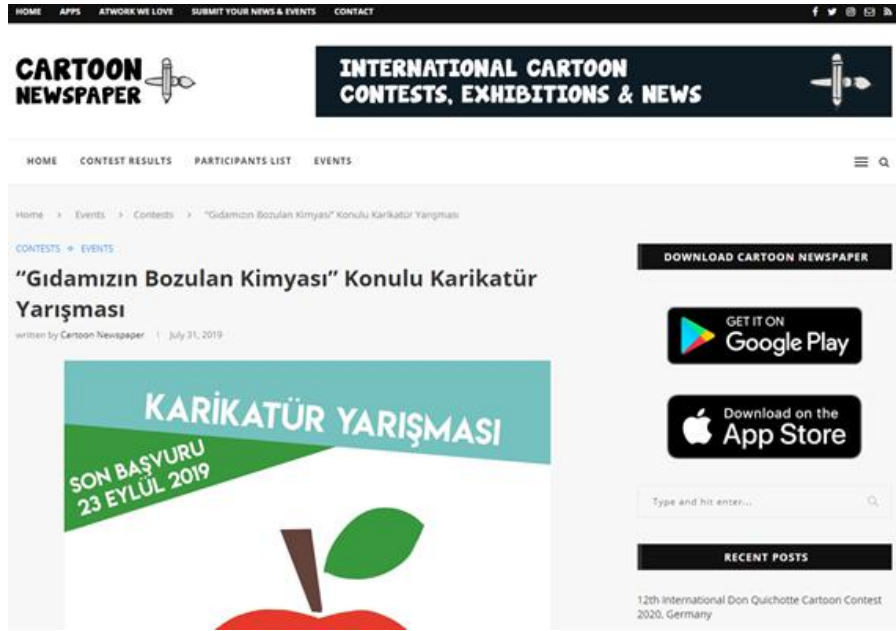 HOME APPS ATWORK WE LOVE SUBMIT YOUR NEWS & EVENTS CONTACT
CARTOON
NEWSPAPER
INTERNATIONAL CARTOON
CONTESTS, EXHIBITIONS & NEWS
HOME CONTEST RESULTS PARTICIPANTS LIST EVENTS
Home > Events > Contests > "Gıdamızın Bozulan Kimyası" Konulu Karikatür Yarışması
CONTESTS EVENTS
"Gıdamızın Bozulan Kimyası" Konulu Karikatür
Yarışması
written by Cartoon Newspaper | July 31, 2019
KARİKATÜR YARIŞMASI
SON BAŞVURU
23 EYLÜL 2019
DOWNLOAD CARTOON NEWSPAPER
GET IT ON
Google Play
Download on the
App Store
Type and hit enter...
RECENT POSTS
12th International Don Quichotte Cartoon Contest
2020, Germany